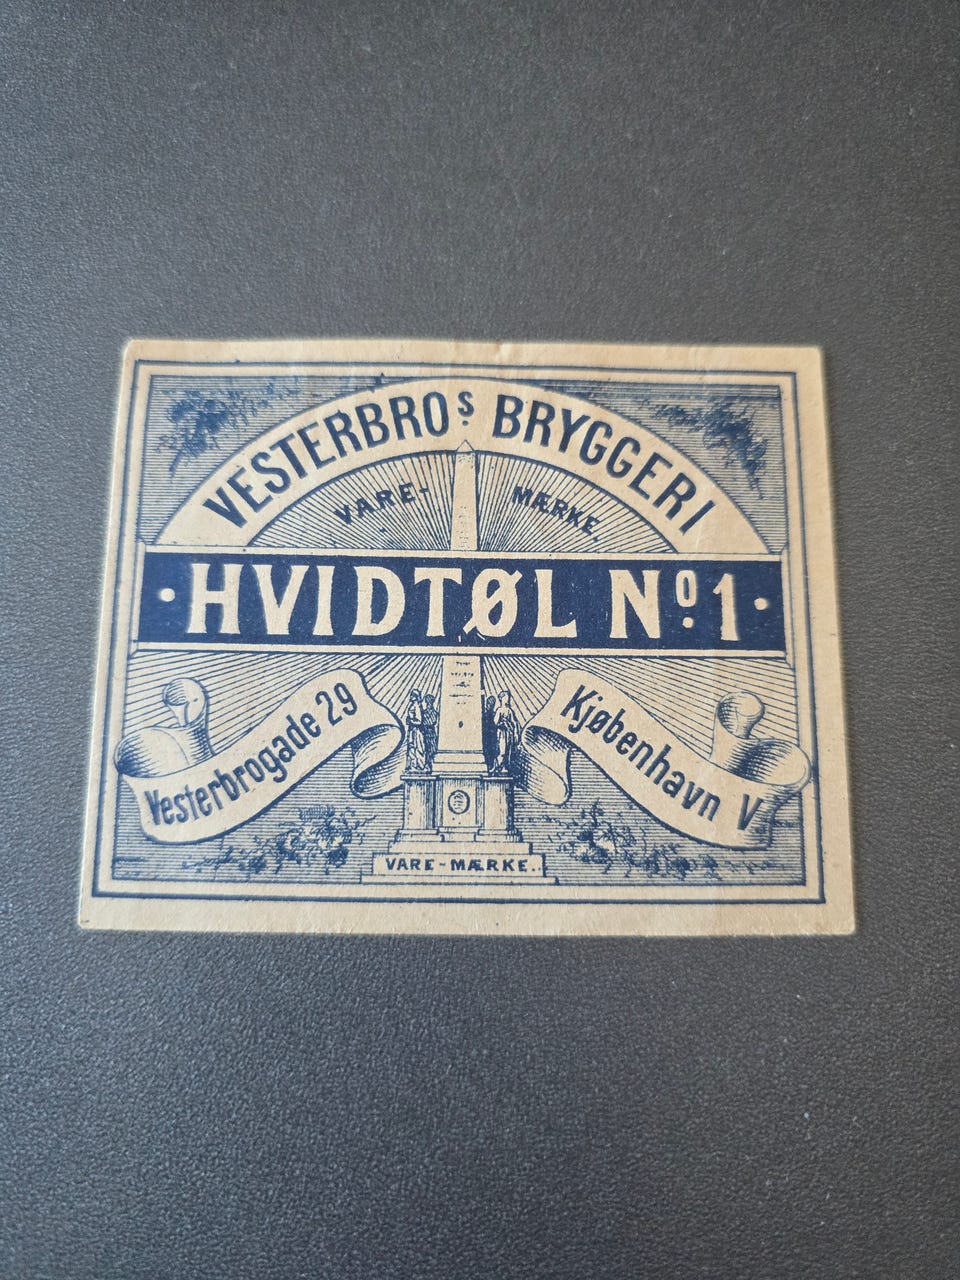 VESTERBROS. BRYGGERI
VARE-MÆRKE.
· HVIDTØL No. 1 ·
Vesterbrogade 29
Kjøbenhavn V.
VARE-MÆRKE.